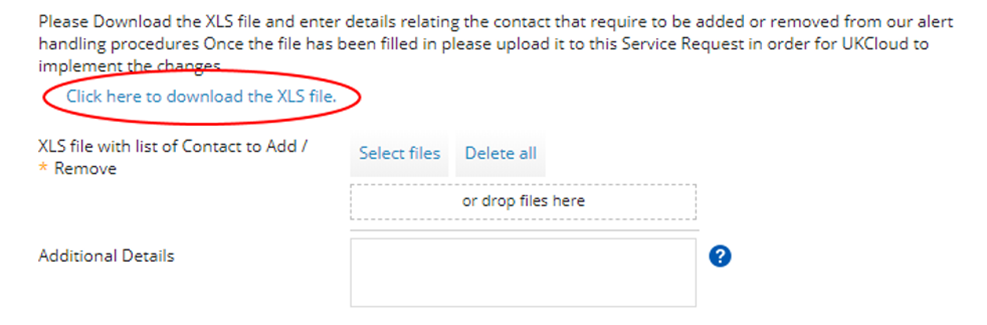 Please Download the XLS file and enter details relating the contact that require to be added or removed from our alert
handling procedures Once the file has been filled in please upload it to this Service Request in order for UKCloud to
implement the changes
Click here to download the XLS file.
XLS file with list of Contact to Add /
* Remove
Select files Delete all
or drop files here
Additional Details
?